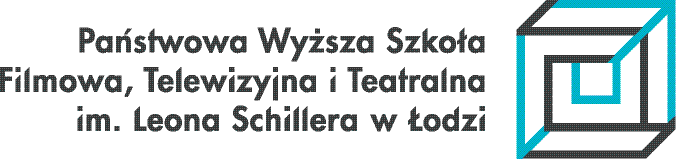 Państwowa Wyższa Szkoła
Filmowa, Telewizyjna i Teatralna
im. Leona Schillera w Łodzi